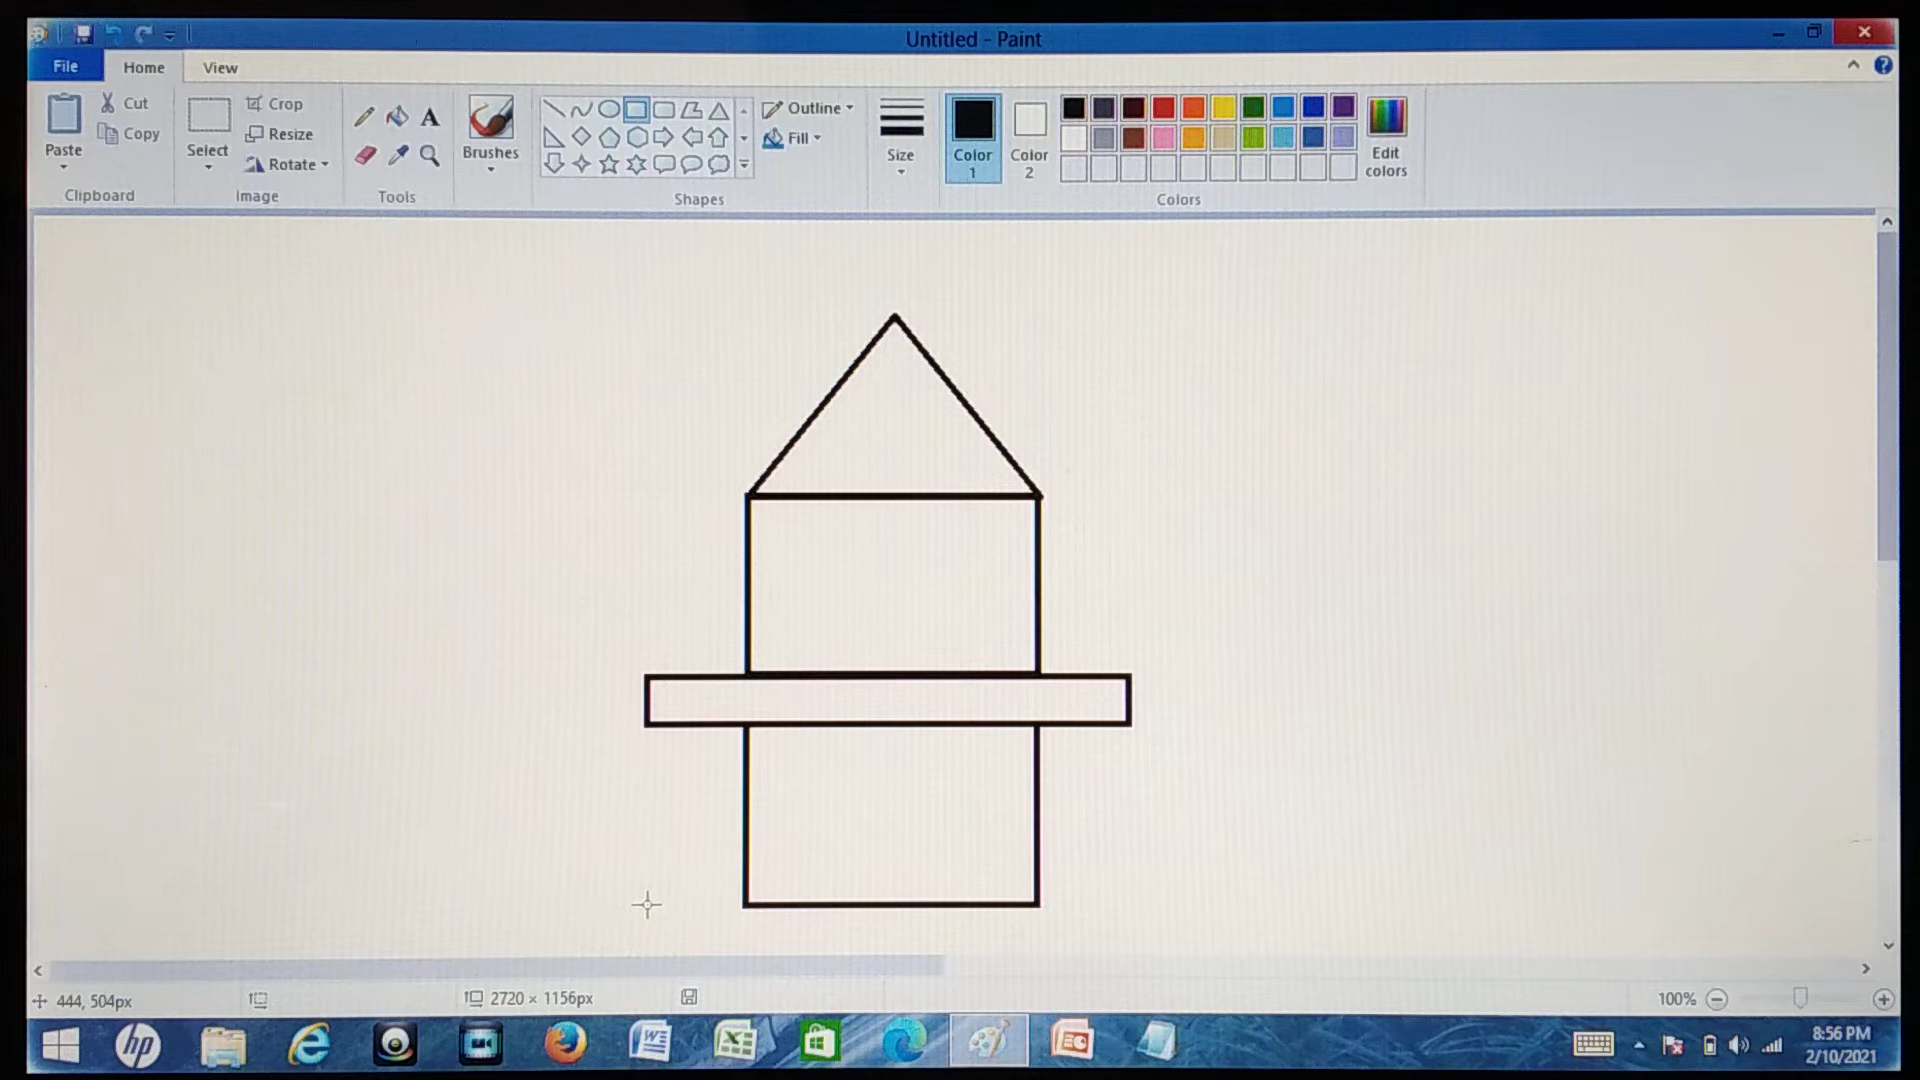 Untitled - Paint
File Home View
Paste
Cut
Copy
Clipboard
Select
Crop
Resize
Rotate
Image
A
Tools
Brushes
Outline
Fill
Shapes
Size
Color 1
Color 2
Edit colors
Colors
444, 504px
2720 × 1156px
100%
hp
8:56 PM
2/10/2021